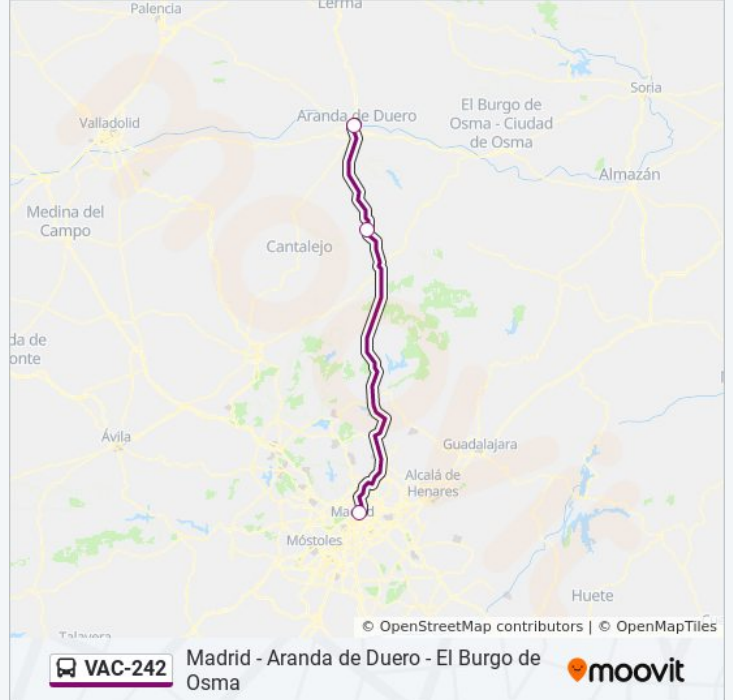 Palencia
Lerma
Soria
Valladolid
Aranda de Duero
El Burgo de
Osma - Ciudad
de Osma
Almazán
Medina del
Campo
Cantalejo
da de
onte
Ávila
Guadalajara
Alcalá de
Henares
Madrid
Móstoles
Huete
Talavera
© OpenStreetMap contributors | © OpenMapTiles
VAC-242
Madrid - Aranda de Duero - El Burgo de
Osma
moovit